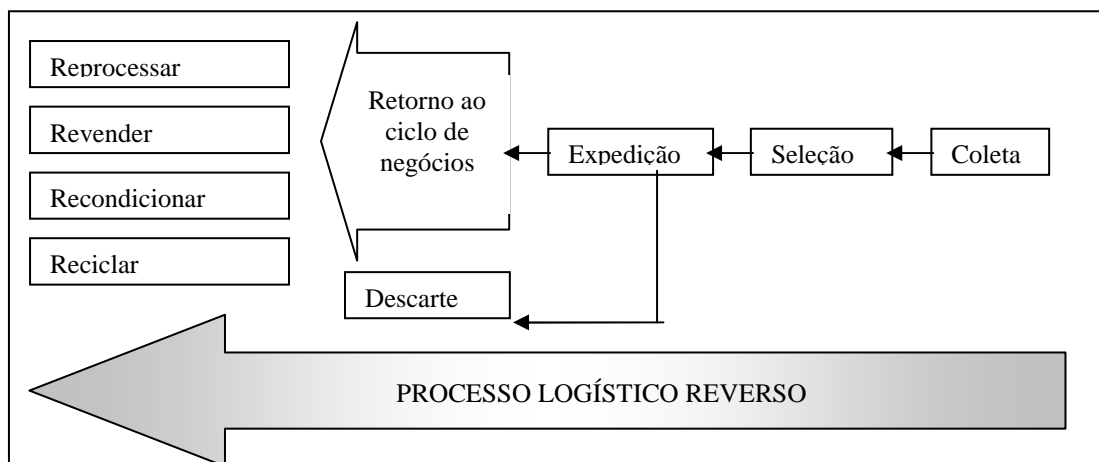 Reprocessar
Revender
Recondicionar
Reciclar
Retorno ao
ciclo de
negócios
Expedição
Seleção
Coleta
Descarte
PROCESSO LOGÍSTICO REVERSO